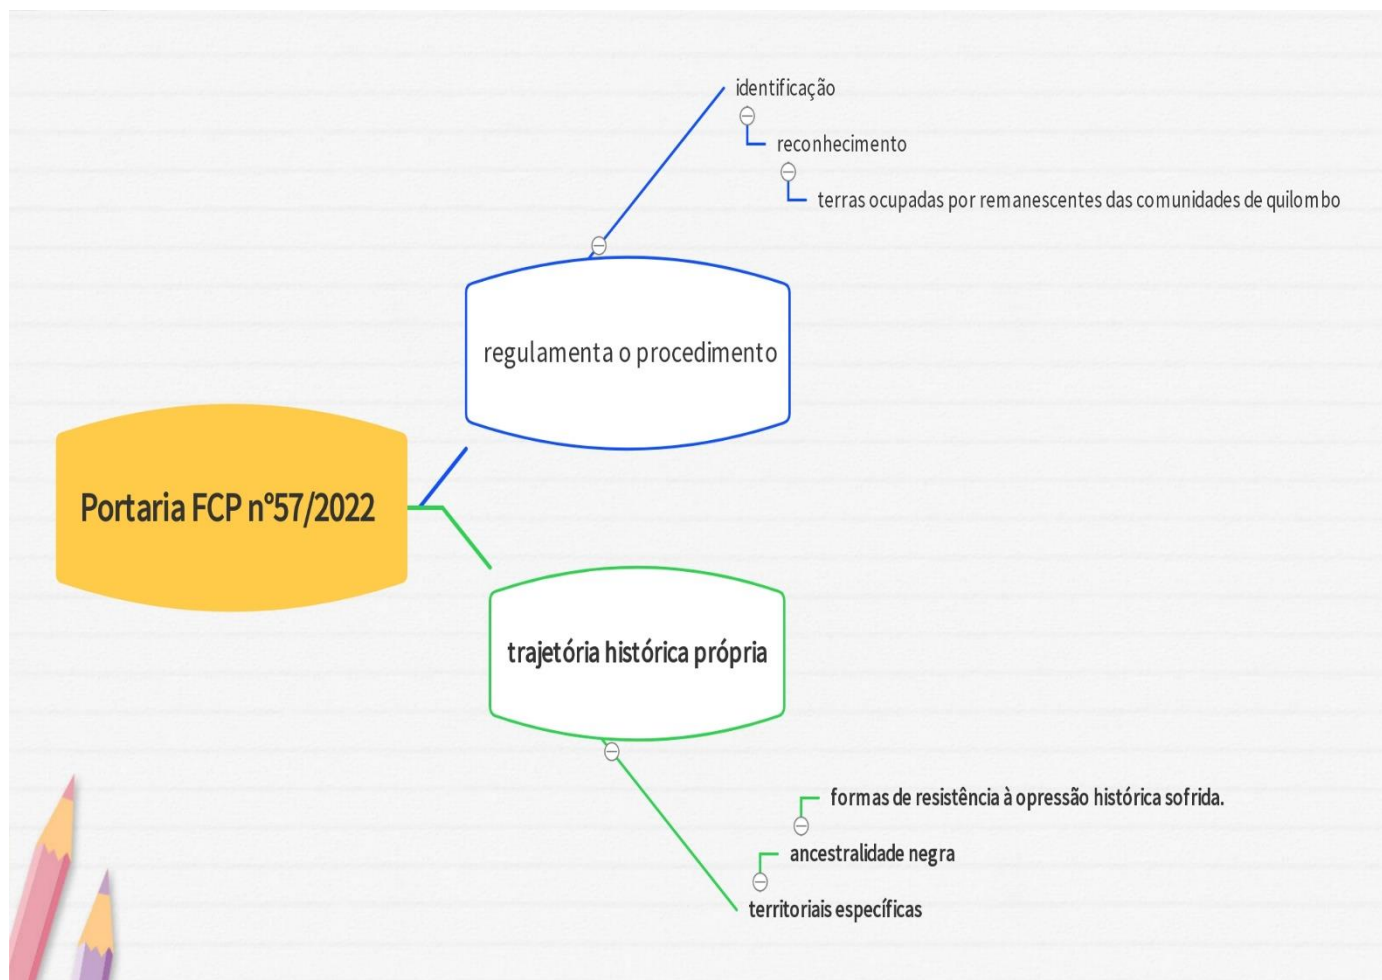 identificação
reconhecimento
terras ocupadas por remanescentes das comunidades de quilombo
regulamenta o procedimento
Portaria FCP n°57/2022
trajetória histórica própria
formas de resistência à opressão histórica sofrida.
ancestralidade negra
territoriais específicas